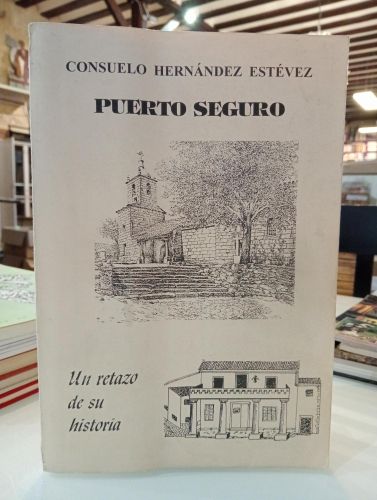 CONSUELO HERNÁNDEZ ESTÉVEZ
PUERTO SEGURO
Un retazo
de su
historia